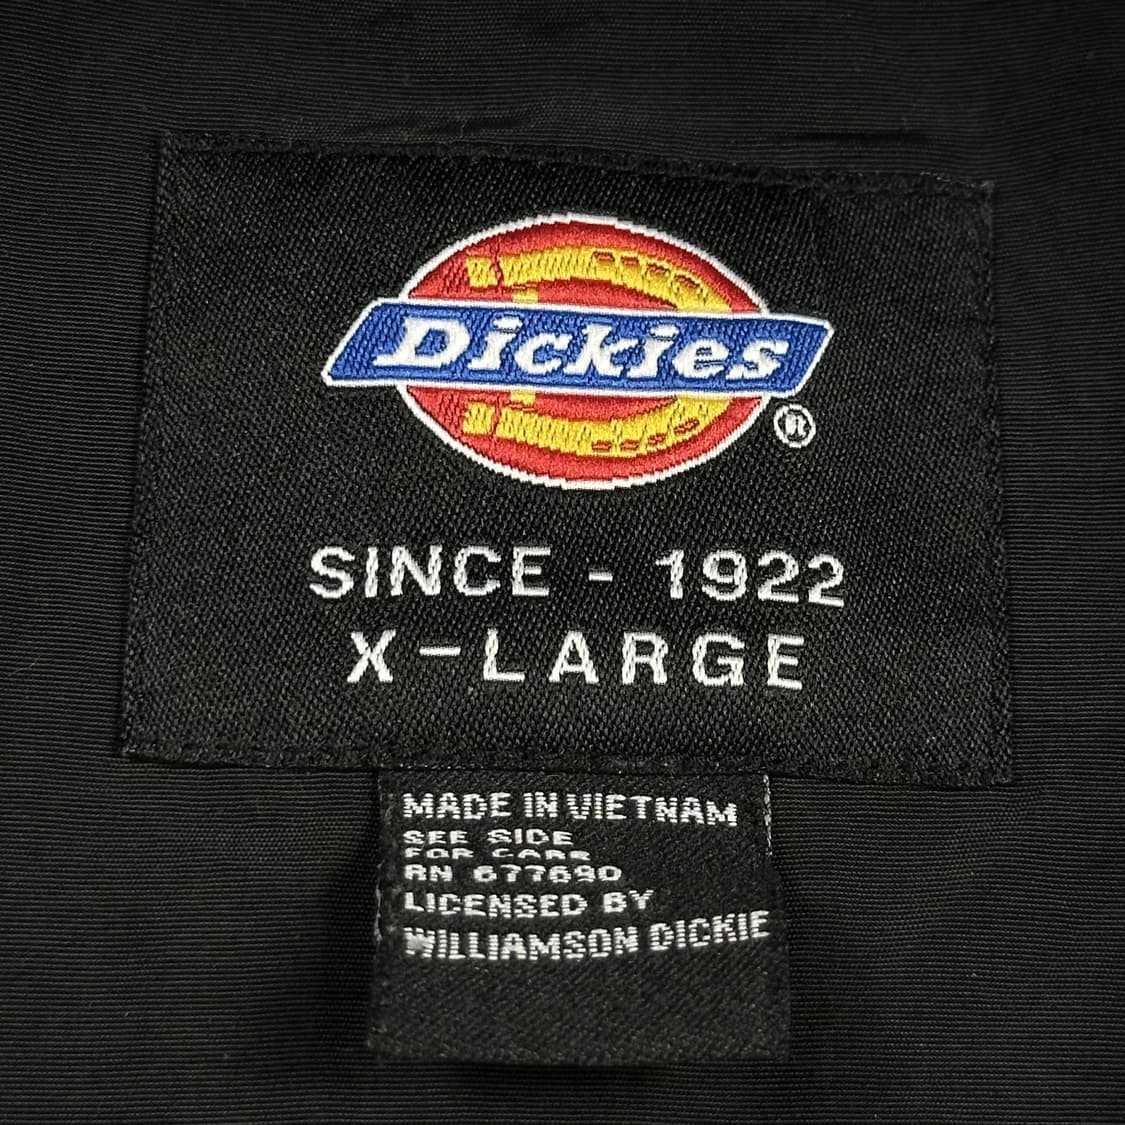 Dickies
®
SINCE - 1922
X-LARGE
MADE IN VIETNAM
SEE SIDE
FOR CARE
RN 677690
LICENSED BY
WILLIAMSON DICKIE